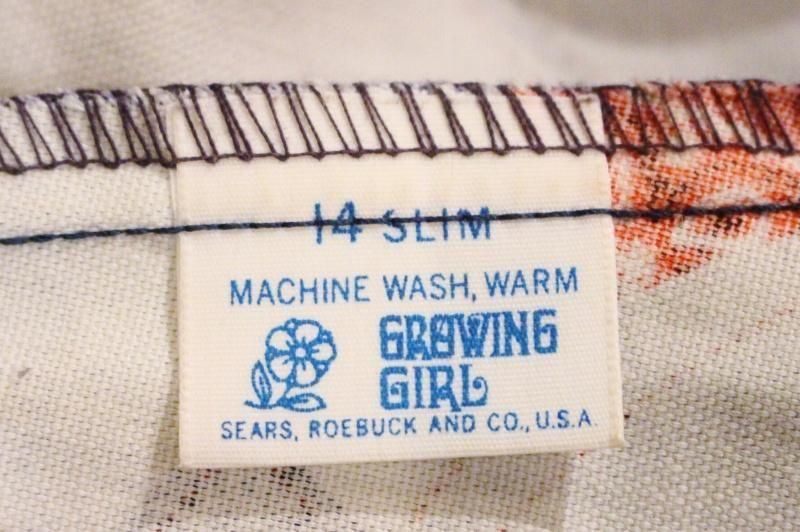 14 SLIM
MACHINE WASH, WARM
GROWING
GIRL
SEARS, ROEBUCK AND CO., U.S.A.